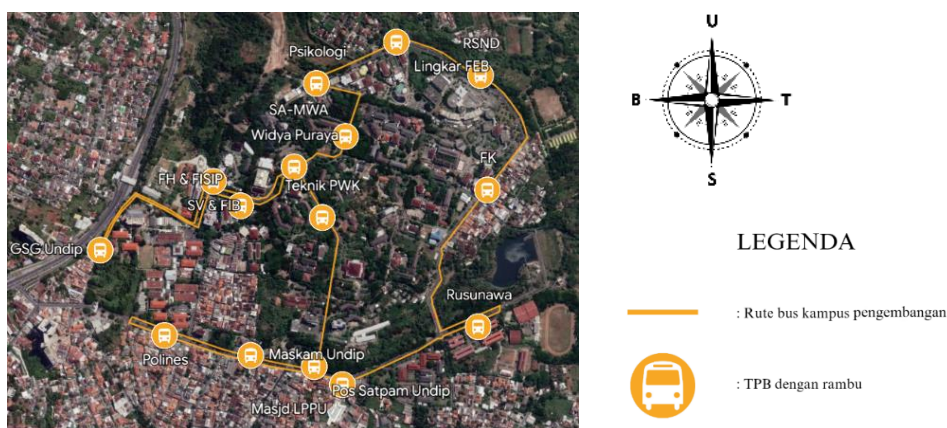 U
B
T
S
Psikologi
RSND
Lingkar FEB
SA-MWA
Widya Puraya
FK
FH & FISIP
Teknik PWK
SV & FIB
GSG Undip
Rusunawa
Polines
Maskam Undip
Pos Satpam Undip
Masjd LPPU
LEGENDA
: Rute bus kampus pengembangan
: TPB dengan rambu